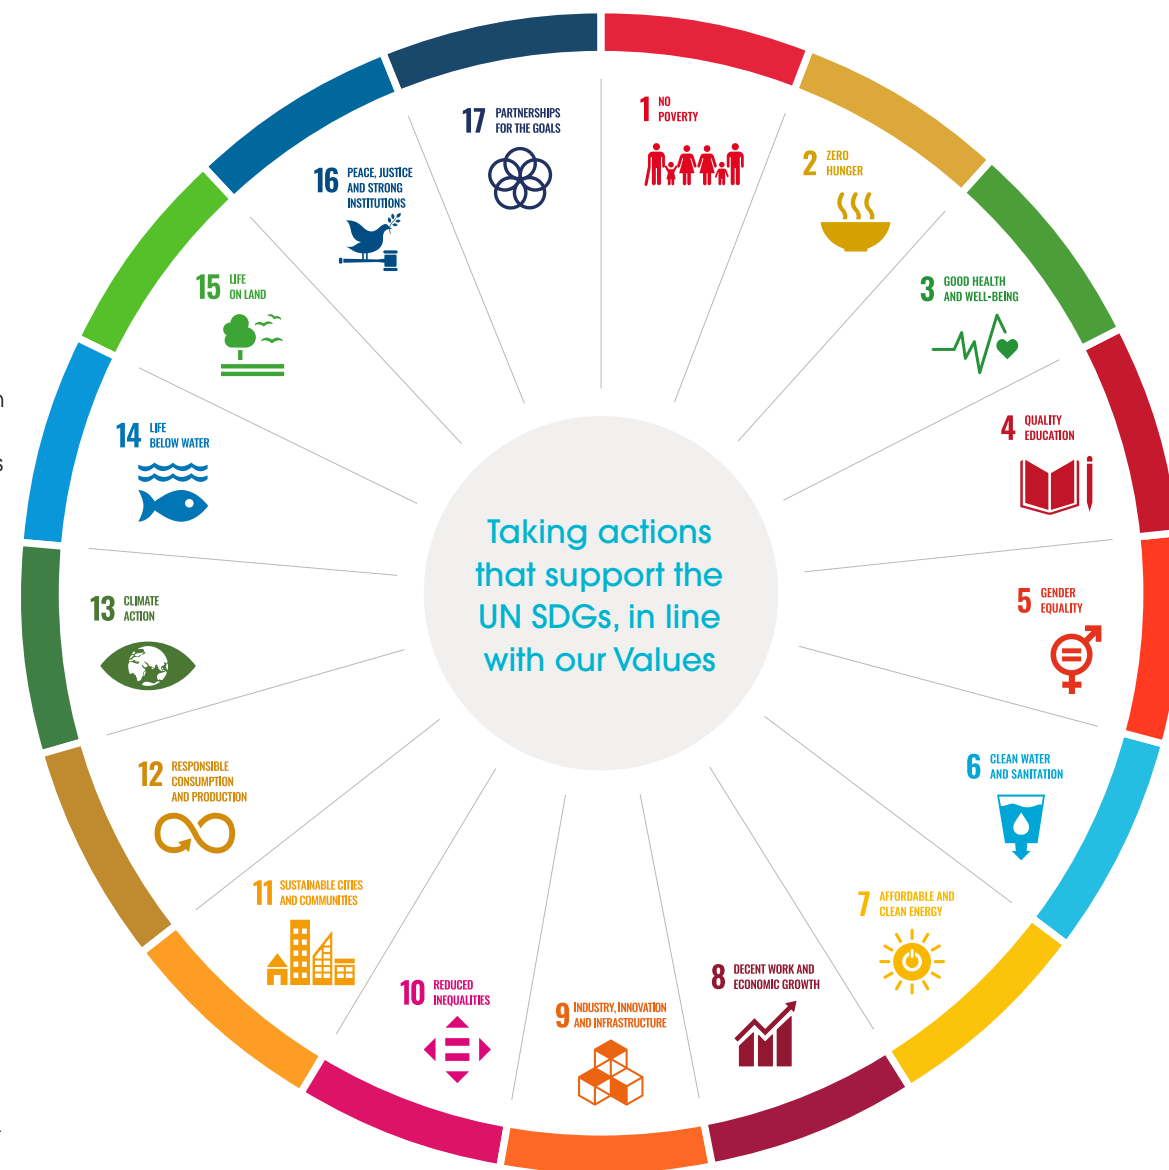 1 NO
POVERTY
2 ZERO
HUNGER
3 GOOD HEALTH
AND WELL-BEING
4 QUALITY
EDUCATION
5 GENDER
EQUALITY
6 CLEAN WATER
AND SANITATION
7 AFFORDABLE AND
CLEAN ENERGY
8 DECENT WORK AND
ECONOMIC GROWTH
9 INDUSTRY, INNOVATION
AND INFRASTRUCTURE
10 REDUCED
INEQUALITIES
11 SUSTAINABLE CITIES
AND COMMUNITIES
12 RESPONSIBLE
CONSUMPTION
AND PRODUCTION
13 CLIMATE
ACTION
14 LIFE
BELOW WATER
15 LIFE
ON LAND
16 PEACE, JUSTICE
AND STRONG
INSTITUTIONS
17 PARTNERSHIPS
FOR THE GOALS
Taking actions
that support the
UN SDGs, in line
with our Values